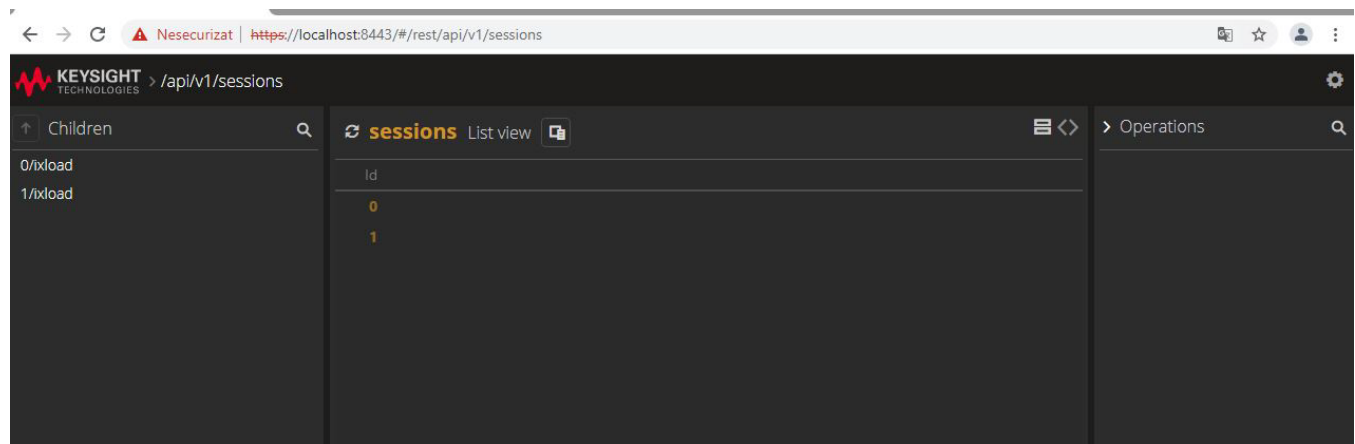 Nesecurizat | https://localhost:8443/#/rest/api/v1/sessions
KEYSIGHT
TECHNOLOGIES > /api/v1/sessions
Children
sessions List view
<>
> Operations
0/ixload
1/ixload
Id
0
1